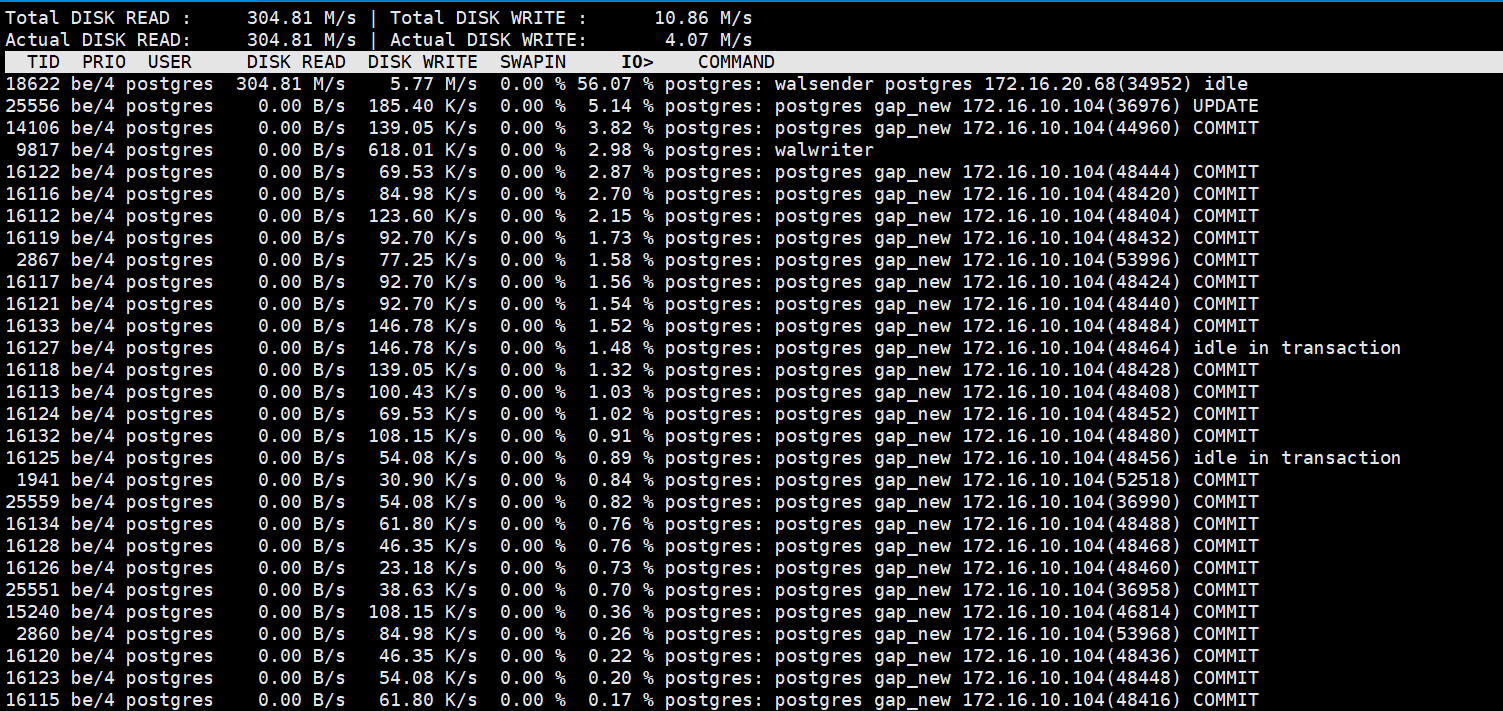 Total DISK READ :     304.81 M/s | Total DISK WRITE :      10.86 M/s
Actual DISK READ:     304.81 M/s | Actual DISK WRITE:       4.07 M/s
  TID  PRIO  USER     DISK READ  DISK WRITE  SWAPIN     IO>    COMMAND
18622 be/4 postgres  304.81 M/s    5.77 M/s  0.00 % 56.07 % postgres: walsender postgres 172.16.20.68(34952) idle
25556 be/4 postgres    0.00 B/s  185.40 K/s  0.00 %  5.14 % postgres: postgres gap_new 172.16.10.104(36976) UPDATE
14106 be/4 postgres    0.00 B/s  139.05 K/s  0.00 %  3.82 % postgres: postgres gap_new 172.16.10.104(44960) COMMIT
 9817 be/4 postgres    0.00 B/s  618.01 K/s  0.00 %  2.98 % postgres: walwriter
16122 be/4 postgres    0.00 B/s   69.53 K/s  0.00 %  2.87 % postgres: postgres gap_new 172.16.10.104(48444) COMMIT
16116 be/4 postgres    0.00 B/s   84.98 K/s  0.00 %  2.70 % postgres: postgres gap_new 172.16.10.104(48420) COMMIT
16112 be/4 postgres    0.00 B/s  123.60 K/s  0.00 %  2.15 % postgres: postgres gap_new 172.16.10.104(48404) COMMIT
16119 be/4 postgres    0.00 B/s   92.70 K/s  0.00 %  1.73 % postgres: postgres gap_new 172.16.10.104(48432) COMMIT
 2867 be/4 postgres    0.00 B/s   77.25 K/s  0.00 %  1.58 % postgres: postgres gap_new 172.16.10.104(53996) COMMIT
16117 be/4 postgres    0.00 B/s   92.70 K/s  0.00 %  1.56 % postgres: postgres gap_new 172.16.10.104(48424) COMMIT
16121 be/4 postgres    0.00 B/s   92.70 K/s  0.00 %  1.54 % postgres: postgres gap_new 172.16.10.104(48440) COMMIT
16133 be/4 postgres    0.00 B/s  146.78 K/s  0.00 %  1.52 % postgres: postgres gap_new 172.16.10.104(48484) COMMIT
16127 be/4 postgres    0.00 B/s  146.78 K/s  0.00 %  1.48 % postgres: postgres gap_new 172.16.10.104(48464) idle in transaction
16118 be/4 postgres    0.00 B/s  139.05 K/s  0.00 %  1.32 % postgres: postgres gap_new 172.16.10.104(48428) COMMIT
16113 be/4 postgres    0.00 B/s  100.43 K/s  0.00 %  1.03 % postgres: postgres gap_new 172.16.10.104(48408) COMMIT
16124 be/4 postgres    0.00 B/s   69.53 K/s  0.00 %  1.02 % postgres: postgres gap_new 172.16.10.104(48452) COMMIT
16132 be/4 postgres    0.00 B/s  108.15 K/s  0.00 %  0.91 % postgres: postgres gap_new 172.16.10.104(48480) COMMIT
16125 be/4 postgres    0.00 B/s   54.08 K/s  0.00 %  0.89 % postgres: postgres gap_new 172.16.10.104(48456) idle in transaction
 1941 be/4 postgres    0.00 B/s   30.90 K/s  0.00 %  0.84 % postgres: postgres gap_new 172.16.10.104(52518) COMMIT
25559 be/4 postgres    0.00 B/s   54.08 K/s  0.00 %  0.82 % postgres: postgres gap_new 172.16.10.104(36990) COMMIT
16134 be/4 postgres    0.00 B/s   61.80 K/s  0.00 %  0.76 % postgres: postgres gap_new 172.16.10.104(48488) COMMIT
16128 be/4 postgres    0.00 B/s   46.35 K/s  0.00 %  0.76 % postgres: postgres gap_new 172.16.10.104(48468) COMMIT
16126 be/4 postgres    0.00 B/s   23.18 K/s  0.00 %  0.73 % postgres: postgres gap_new 172.16.10.104(48460) COMMIT
25551 be/4 postgres    0.00 B/s   38.63 K/s  0.00 %  0.70 % postgres: postgres gap_new 172.16.10.104(36958) COMMIT
15240 be/4 postgres    0.00 B/s  108.15 K/s  0.00 %  0.36 % postgres: postgres gap_new 172.16.10.104(46814) COMMIT
 2860 be/4 postgres    0.00 B/s   84.98 K/s  0.00 %  0.26 % postgres: postgres gap_new 172.16.10.104(53968) COMMIT
16120 be/4 postgres    0.00 B/s   46.35 K/s  0.00 %  0.22 % postgres: postgres gap_new 172.16.10.104(48436) COMMIT
16123 be/4 postgres    0.00 B/s   54.08 K/s  0.00 %  0.20 % postgres: postgres gap_new 172.16.10.104(48448) COMMIT
16115 be/4 postgres    0.00 B/s   61.80 K/s  0.00 %  0.17 % postgres: postgres gap_new 172.16.10.104(48416) COMMIT